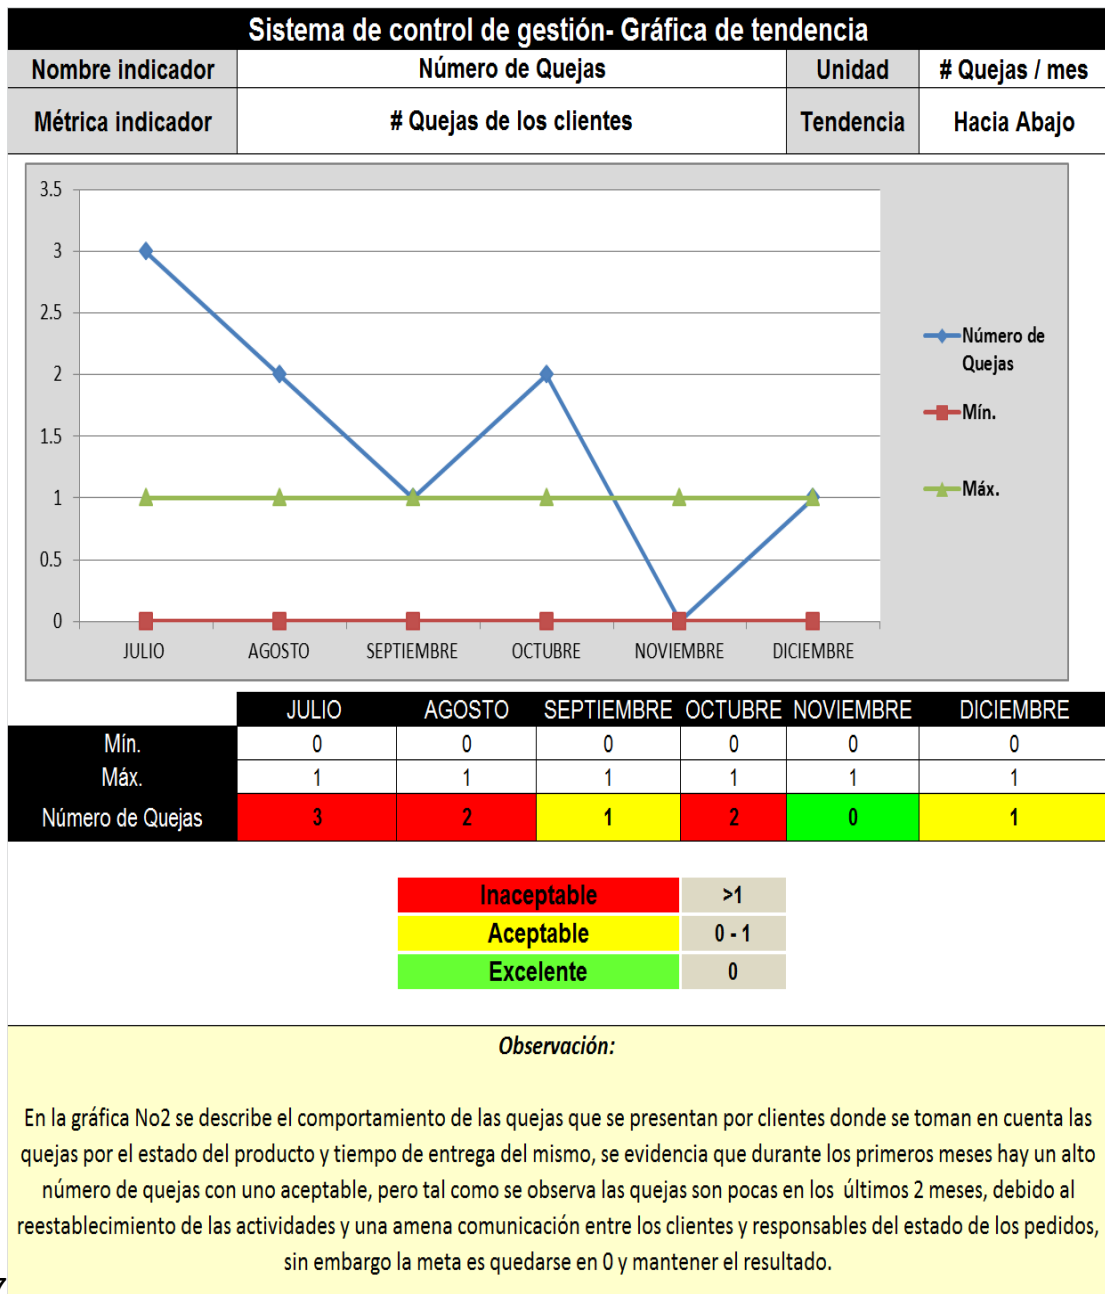 Sistema de control de gestión- Gráfica de tendencia
Nombre indicador Número de Quejas Unidad # Quejas / mes
Métrica indicador # Quejas de los clientes Tendencia Hacia Abajo
3.5
3
2.5
2
1.5
1
0.5
0
JULIO AGOSTO SEPTIEMBRE OCTUBRE NOVIEMBRE DICIEMBRE
Número de
Quejas
Mín.
Máx.
JULIO AGOSTO SEPTIEMBRE OCTUBRE NOVIEMBRE DICIEMBRE
Mín. 0 0 0 0 0 0
Máx. 1 1 1 1 1 1
Número de Quejas 3 2 1 2 0 1
Inaceptable >1
Aceptable 0 - 1
Excelente 0
Observación:
En la gráfica No2 se describe el comportamiento de las quejas que se presentan por clientes donde se toman en cuenta las
quejas por el estado del producto y tiempo de entrega del mismo, se evidencia que durante los primeros meses hay un alto
número de quejas con uno aceptable, pero tal como se observa las quejas son pocas en los últimos 2 meses, debido al
reestablecimiento de las actividades y una amena comunicación entre los clientes y responsables del estado de los pedidos,
sin embargo la meta es quedarse en 0 y mantener el resultado.